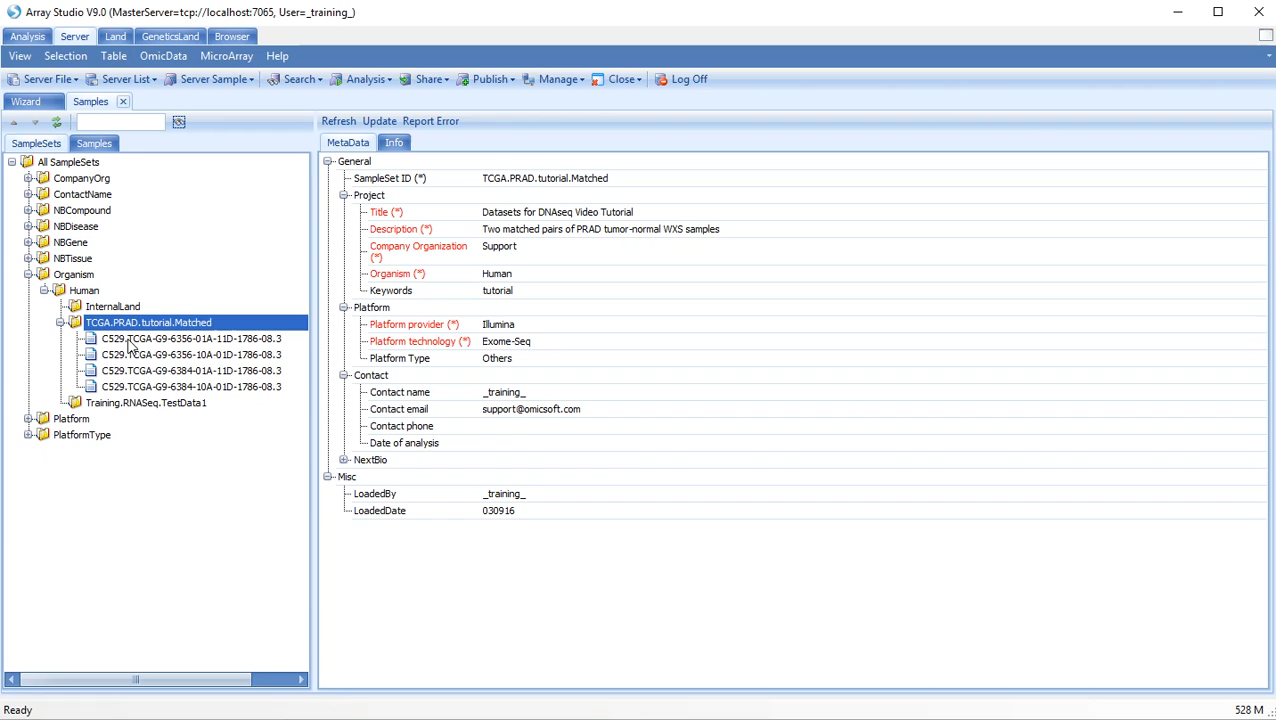 Array Studio V9.0 (MasterServer=tcp://localhost:7065, User=_training_)
Analysis Server Land GeneticsLand Browser
View Selection Table OmicData MicroArray Help
Server File Server List Server Sample Search Analysis Share Publish Manage Close Log Off
Wizard Samples
SampleSets Samples
All SampleSets
CompanyOrg
ContactName
NBCompound
NBDisease
NBGene
NBTissue
Organism
Human
InternalLand
TCGA.PRAD.tutorial.Matched
C529.TCGA-G9-6356-01A-11D-1786-08.3
C529.TCGA-G9-6356-10A-01D-1786-08.3
C529.TCGA-G9-6384-01A-11D-1786-08.3
C529.TCGA-G9-6384-10A-01D-1786-08.3
Training.RNASeq.TestData1
Platform
PlatformType
Refresh Update Report Error
MetaData Info
General
SampleSet ID (*) TCGA.PRAD.tutorial.Matched
Project
Title (*) Datasets for DNAseq Video Tutorial
Description (*) Two matched pairs of PRAD tumor-normal WXS samples
Company Organization Support
(*)
Organism (*) Human
Keywords tutorial
Platform
Platform provider (*) Illumina
Platform technology (*) Exome-Seq
Platform Type Others
Contact
Contact name _training_
Contact email support@omicsoft.com
Contact phone
Date of analysis
NextBio
Misc
LoadedBy _training_
LoadedDate 030916
Ready 528 M